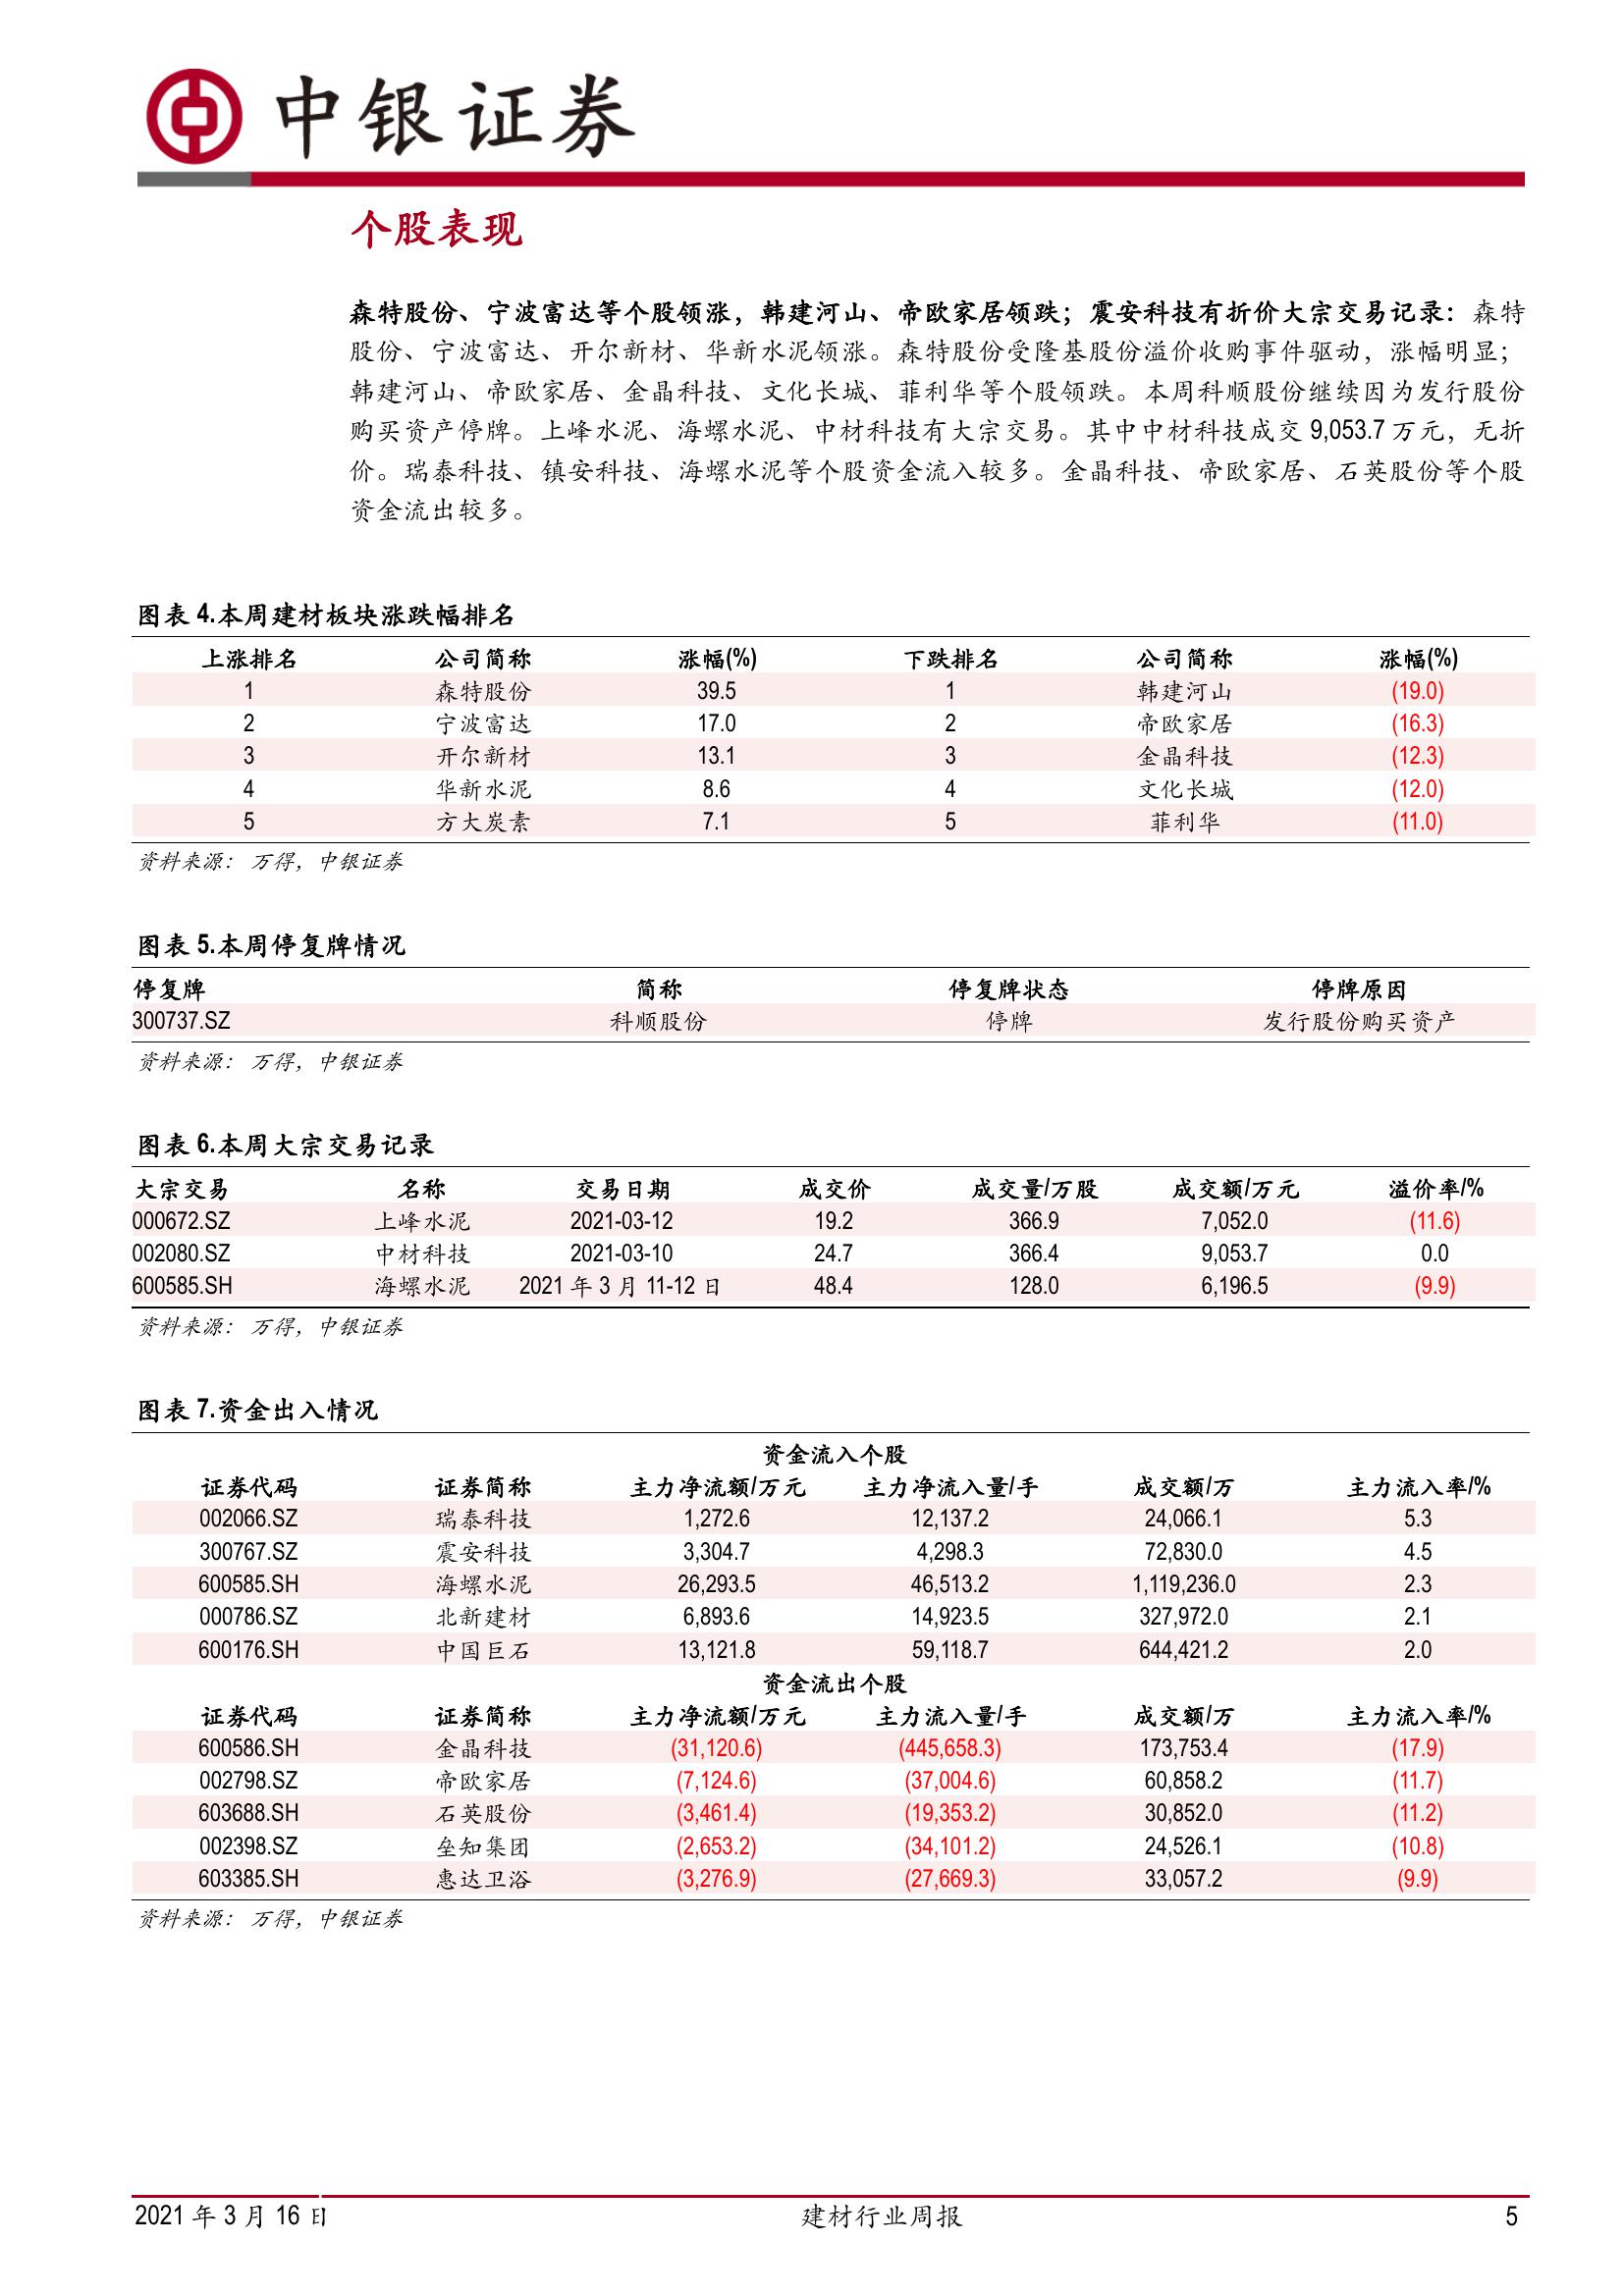 中银证券
个股表现
森特股份、宁波富达等个股领涨，韩建河山、帝欧家居领跌；震安科技有折价大宗交易记录：森特
股份、宁波富达、开尔新材、华新水泥领涨。森特股份受隆基股份溢价收购事件驱动，涨幅明显；
韩建河山、帝欧家居、金晶科技、文化长城、菲利华等个股领跌。本周科顺股份继续因为发行股份
购买资产停牌。上峰水泥、海螺水泥、中材科技有大宗交易。其中中材科技成交 9,053.7 万元，无折
价。瑞泰科技、镇安科技、海螺水泥等个股资金流入较多。金晶科技、帝欧家居、石英股份等个股
资金流出较多。
图表 4.本周建材板块涨跌幅排名
上涨排名 公司简称 涨幅(%) 下跌排名 公司简称 涨幅(%)
1 森特股份 39.5 1 韩建河山 (19.0)
2 宁波富达 17.0 2 帝欧家居 (16.3)
3 开尔新材 13.1 3 金晶科技 (12.3)
4 华新水泥 8.6 4 文化长城 (12.0)
5 方大炭素 7.1 5 菲利华 (11.0)
资料来源： 万得，中银证券
图表 5.本周停复牌情况
停复牌 简称 停复牌状态 停牌原因
300737.SZ 科顺股份 停牌 发行股份购买资产
资料来源： 万得，中银证券
图表 6.本周大宗交易记录
大宗交易 名称 交易日期 成交价 成交量/万股 成交额/万元 溢价率/%
000672.SZ 上峰水泥 2021-03-12 19.2 366.9 7,052.0 (11.6)
002080.SZ 中材科技 2021-03-10 24.7 366.4 9,053.7 0.0
600585.SH 海螺水泥 2021 年 3 月 11-12 日 48.4 128.0 6,196.5 (9.9)
资料来源： 万得，中银证券
图表 7.资金出入情况
资金流入个股
证券代码 证券简称 主力净流额/万元 主力净流入量/手 成交额/万 主力流入率/%
002066.SZ 瑞泰科技 1,272.6 12,137.2 24,066.1 5.3
300767.SZ 震安科技 3,304.7 4,298.3 72,830.0 4.5
600585.SH 海螺水泥 26,293.5 46,513.2 1,119,236.0 2.3
000786.SZ 北新建材 6,893.6 14,923.5 327,972.0 2.1
600176.SH 中国巨石 13,121.8 59,118.7 644,421.2 2.0
资金流出个股
证券代码 证券简称 主力净流额/万元 主力流入量/手 成交额/万 主力流入率/%
600586.SH 金晶科技 (31,120.6) (445,658.3) 173,753.4 (17.9)
002798.SZ 帝欧家居 (7,124.6) (37,004.6) 60,858.2 (11.7)
603688.SH 石英股份 (3,461.4) (19,353.2) 30,852.0 (11.2)
002398.SZ 垒知集团 (2,653.2) (34,101.2) 24,526.1 (10.8)
603385.SH 惠达卫浴 (3,276.9) (27,669.3) 33,057.2 (9.9)
资料来源： 万得，中银证券
2021 年 3 月 16 日 建材行业周报 5